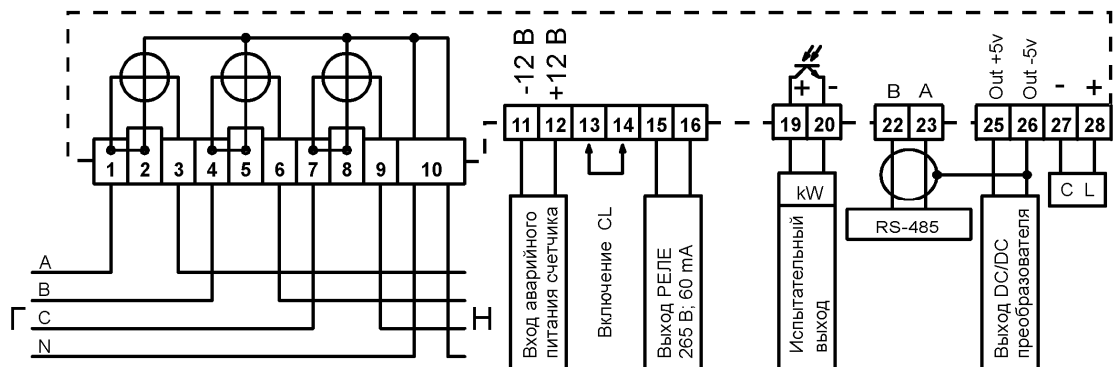 -12 В
+12 В
+ -
B A
Out +5v
Out -5v
- +
1 2 3 4 5 6 7 8 9 10
11 12 13 14 15 16
19 20
22 23
25 26 27 28
kW
C L
RS-485
Вход аварийного
питания счетчика
Включение CL
Выход РЕЛЕ
265 В; 60 mA
Испытательный
выход
Выход DC/DC
преобразователя
A
B
C
N
Г
Н